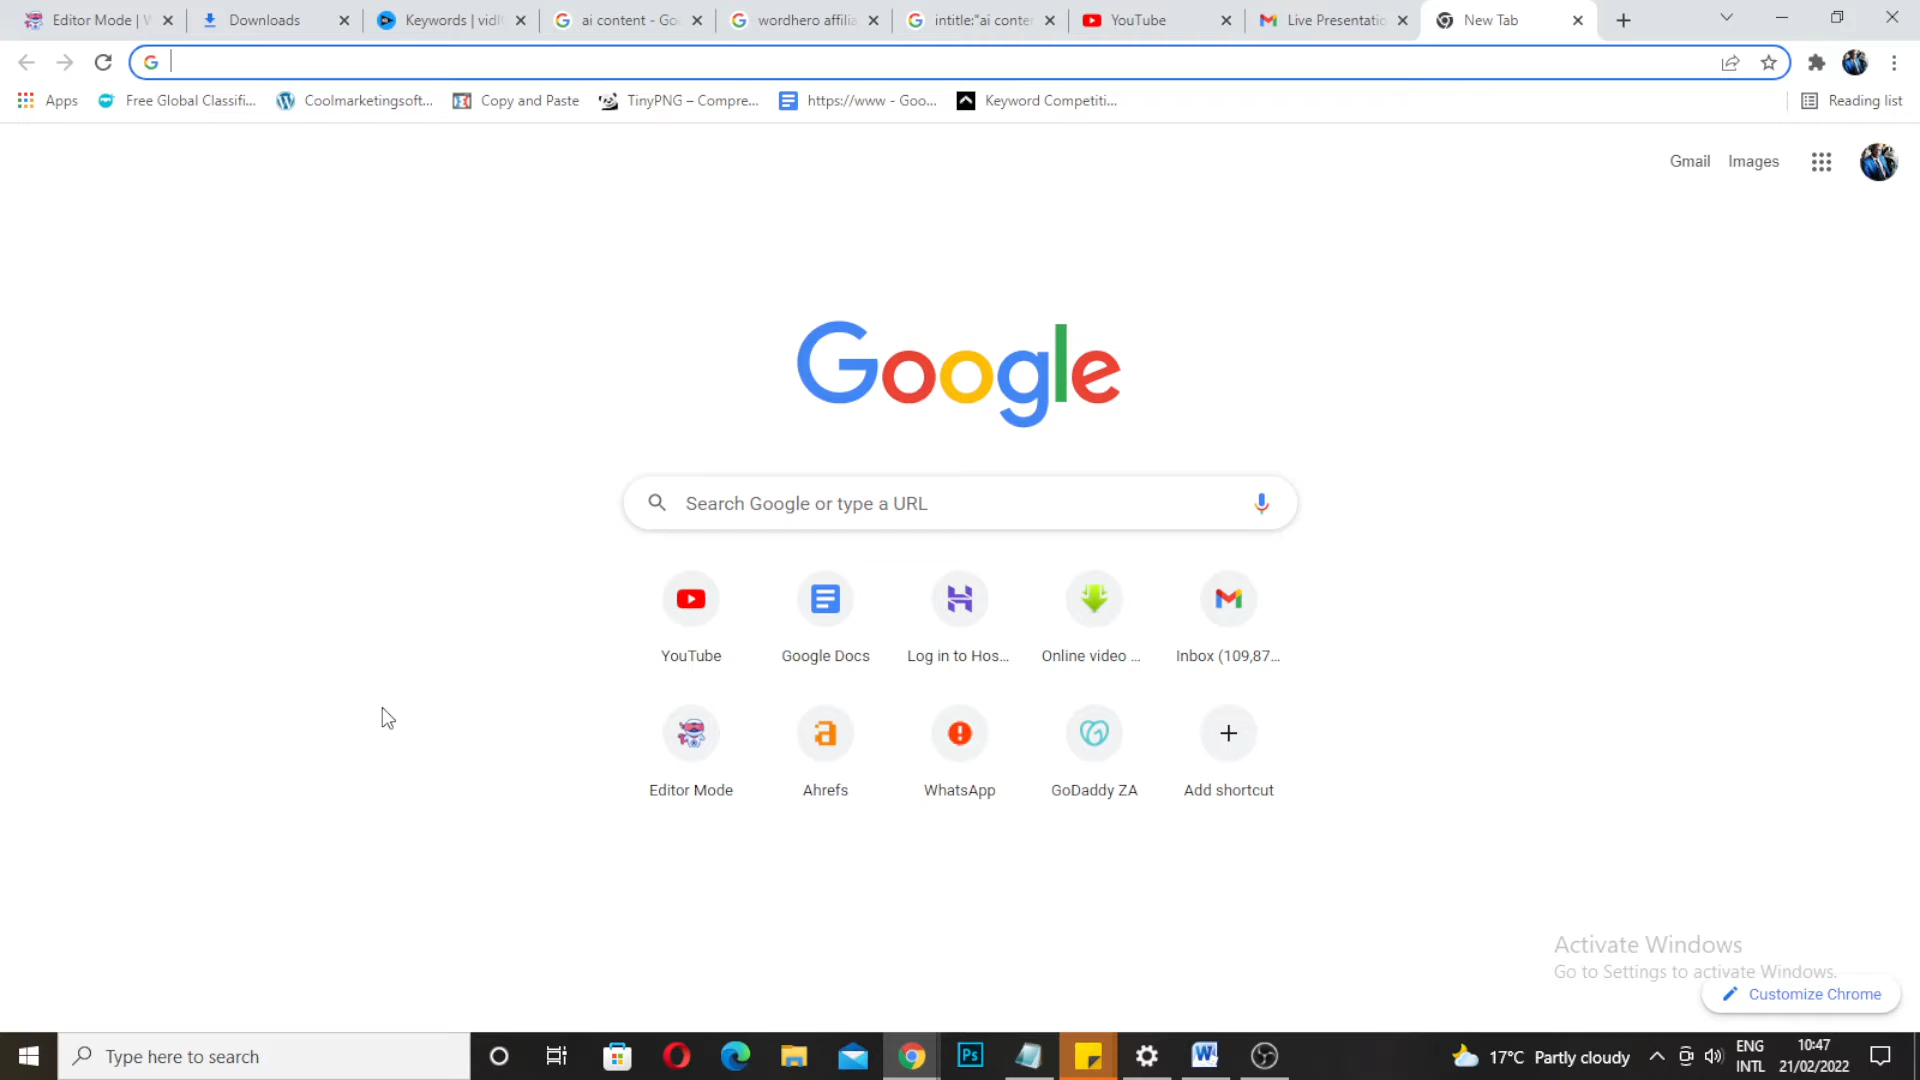 Editor Mode | W
Downloads
Keywords | vidI
ai content - Go
wordhero affilia
intitle:"ai conter
YouTube
Live Presentatio
New Tab
Apps
Free Global Classifi...
Coolmarketingsoft...
Copy and Paste
TinyPNG – Compre...
https://www - Goo...
Keyword Competiti...
Reading list
Gmail
Images
Google
Search Google or type a URL
YouTube
Google Docs
Log in to Hos...
Online video ...
Inbox (109,87...
Editor Mode
Ahrefs
WhatsApp
GoDaddy ZA
Add shortcut
Activate Windows
Go to Settings to activate Windows.
Customize Chrome
Type here to search
Ps
W
17°C Partly cloudy
ENG
INTL
10:47
21/02/2022